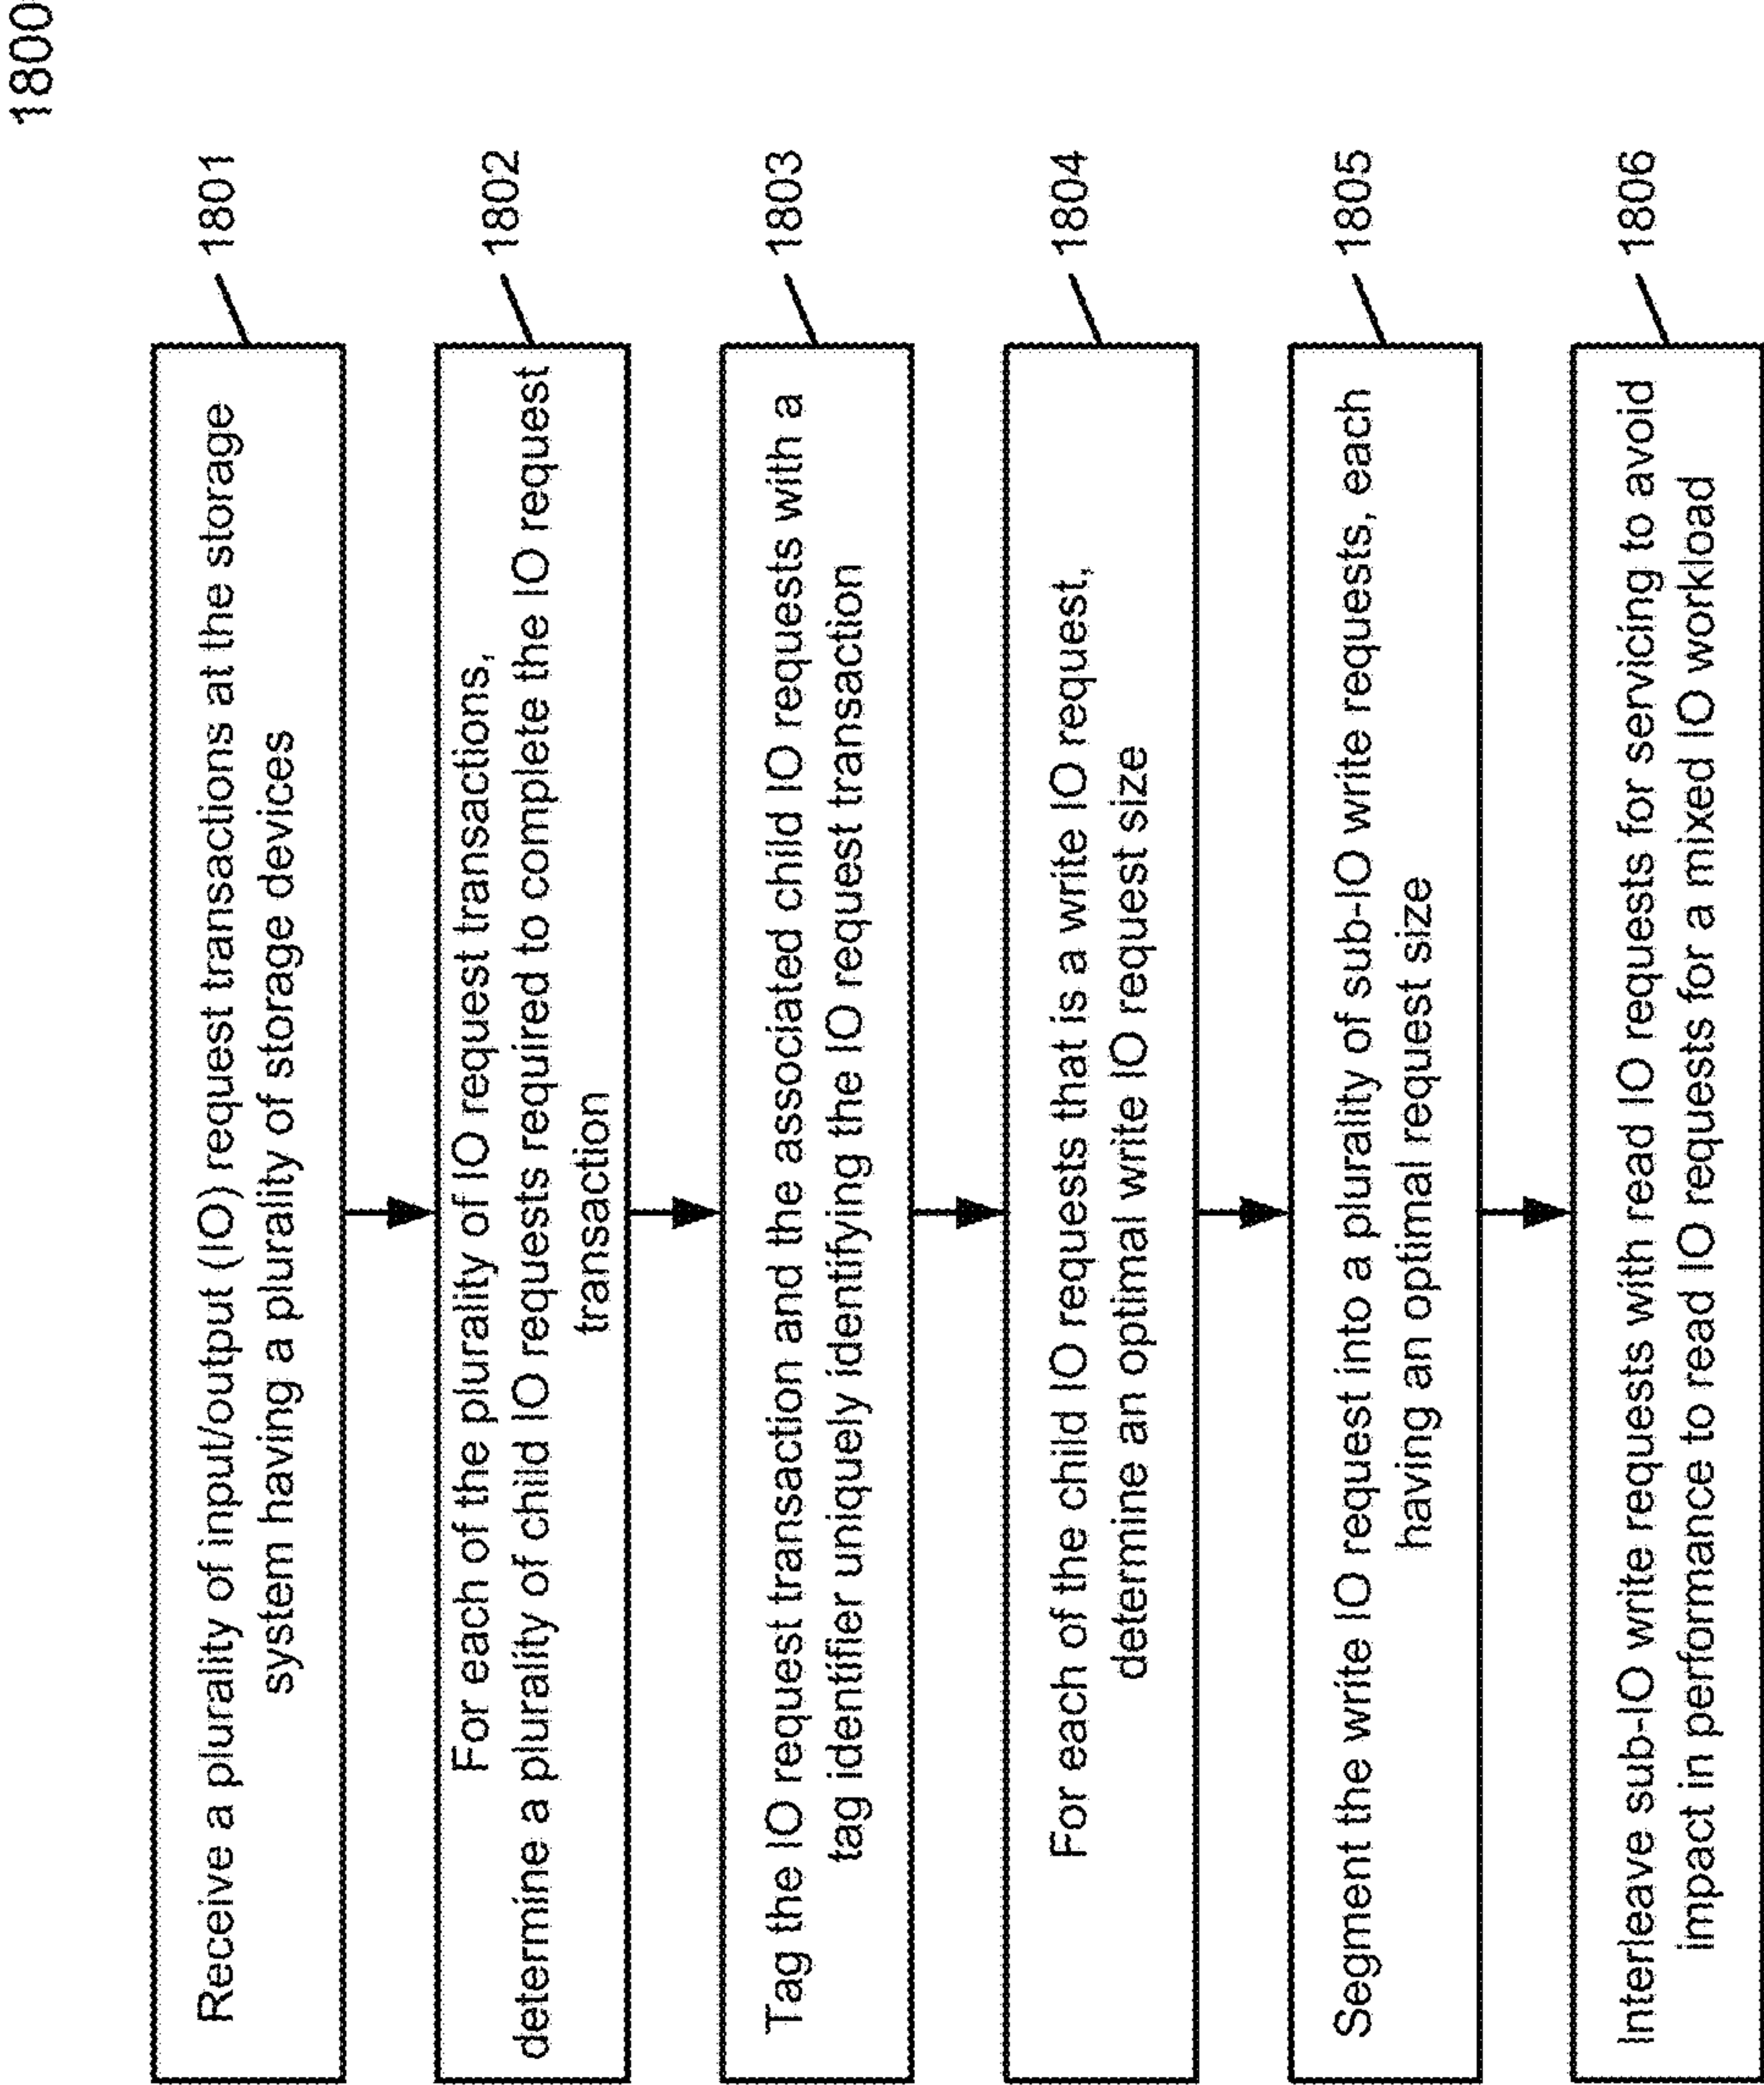 1800
Receive a plurality of input/output (IO) request transactions at the storage
system having a plurality of storage devices
1801
For each of the plurality of IO request transactions,
determine a plurality of child IO requests required to complete the IO request
transaction
1802
Tag the IO request transaction and the associated child IO requests with a
tag identifier uniquely identifying the IO request transaction
1803
For each of the child IO requests that is a write IO request,
determine an optimal write IO request size
1804
Segment the write IO request into a plurality of sub-IO write requests, each
having an optimal request size
1805
Interleave sub-IO write requests with read IO requests for servicing to avoid
impact in performance to read IO requests for a mixed IO workload
1806